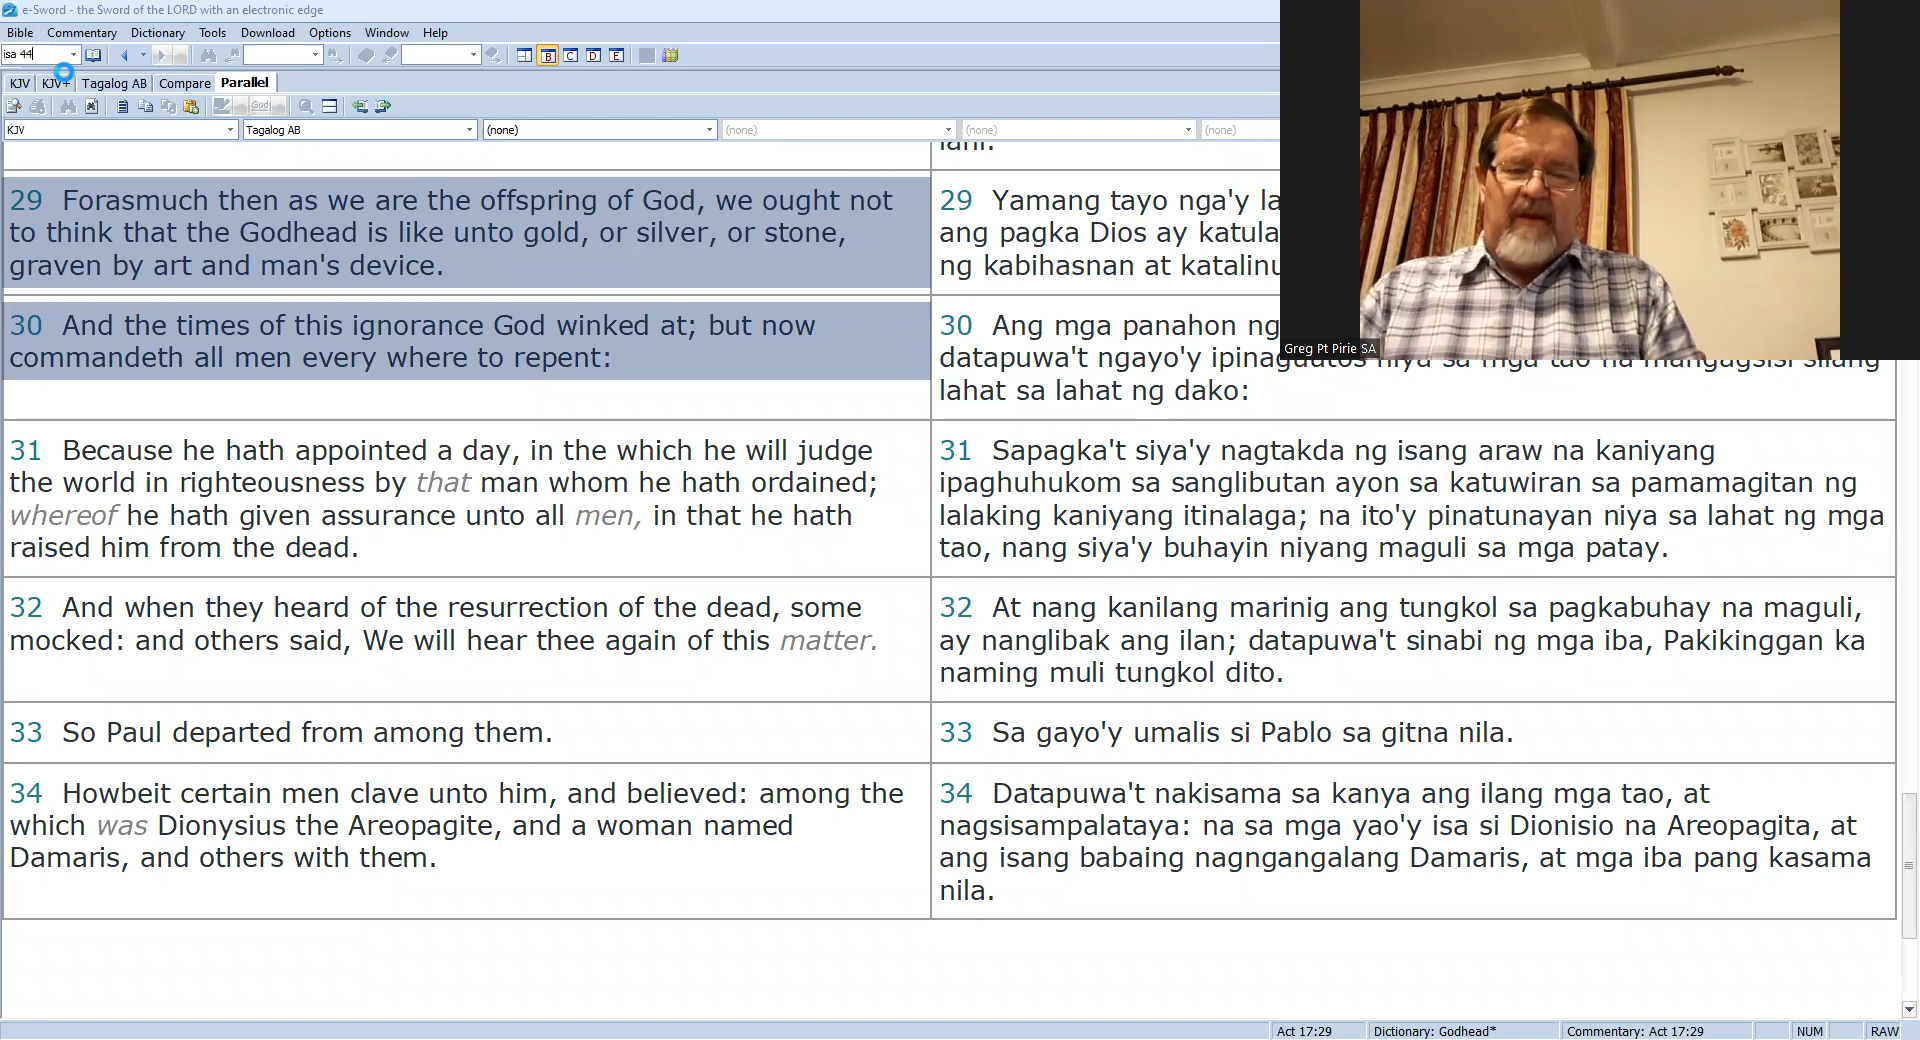 e-Sword - the Sword of the LORD with an electronic edge
Bible Commentary Dictionary Tools Download Options Window Help
isa 44
KJV KJV+ Tagalog AB Compare Parallel
KJV Tagalog AB (none) (none) (none) (none)
29 Forasmuch then as we are the offspring of God, we ought not
to think that the Godhead is like unto gold, or silver, or stone,
graven by art and man's device.
29 Yamang tayo nga'y
ang pagka Dios ay
ng kabihasnan at
30 And the times of this ignorance God winked at; but now
commandeth all men every where to repent:
30 Ang mga panahon ng
datapuwa't ngayo'y ipinaguutos niya sa mga tao na mangagsisi silang
lahat sa lahat ng dako:
31 Because he hath appointed a day, in the which he will judge
the world in righteousness by that man whom he hath ordained;
whereof he hath given assurance unto all men, in that he hath
raised him from the dead.
31 Sapagka't siya'y nagtakda ng isang araw na kaniyang
ipaghuhukom sa sanglibutan ayon sa katuwiran sa pamamagitan ng
lalaking kaniyang itinalaga; na ito'y pinatunayan niya sa lahat ng mga
tao, nang siya'y buhayin niyang maguli sa mga patay.
32 And when they heard of the resurrection of the dead, some
mocked: and others said, We will hear thee again of this matter.
32 At nang kanilang marinig ang tungkol sa pagkabuhay na maguli,
ay nanglibak ang ilan; datapuwa't sinabi ng mga iba, Pakikinggan ka
naming muli tungkol dito.
33 So Paul departed from among them.
33 Sa gayo'y umalis si Pablo sa gitna nila.
34 Howbeit certain men clave unto him, and believed: among the
which was Dionysius the Areopagite, and a woman named
Damaris, and others with them.
34 Datapuwa't nakisama sa kanya ang ilang mga tao, at
nagsisampalataya: na sa mga yao'y isa si Dionisio na Areopagita, at
ang isang babaing nagngangalang Damaris, at mga iba pang kasama
nila.
Greg Pt Pirie SA
Act 17:29 Dictionary: Godhead* Commentary: Act 17:29 NUM RAW